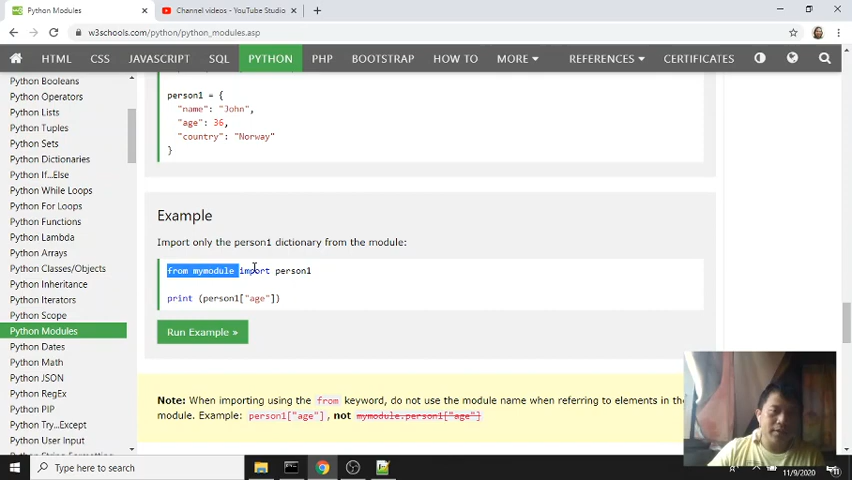 Python Modules
Channel videos - YouTube Studio
w3schools.com/python/python_modules.asp
HTML CSS JAVASCRIPT SQL PYTHON PHP BOOTSTRAP HOW TO MORE REFERENCES CERTIFICATES
Python Booleans
Python Operators
Python Lists
Python Tuples
Python Sets
Python Dictionaries
Python If...Else
Python While Loops
Python For Loops
Python Functions
Python Lambda
Python Arrays
Python Classes/Objects
Python Inheritance
Python Iterators
Python Scope
Python Modules
Python Dates
Python Math
Python JSON
Python RegEx
Python PIP
Python Try...Except
Python User Input
Python String Formatting
person1 = {
"name": "John",
"age": 36,
"country": "Norway"
}
Example
Import only the person1 dictionary from the module:
from mymodule import person1
print (person1["age"])
Run Example »
Note: When importing using the from keyword, do not use the module name when referring to elements in the
module. Example: person1["age"], not mymodule.person1["age"]
Type here to search
11/9/2020